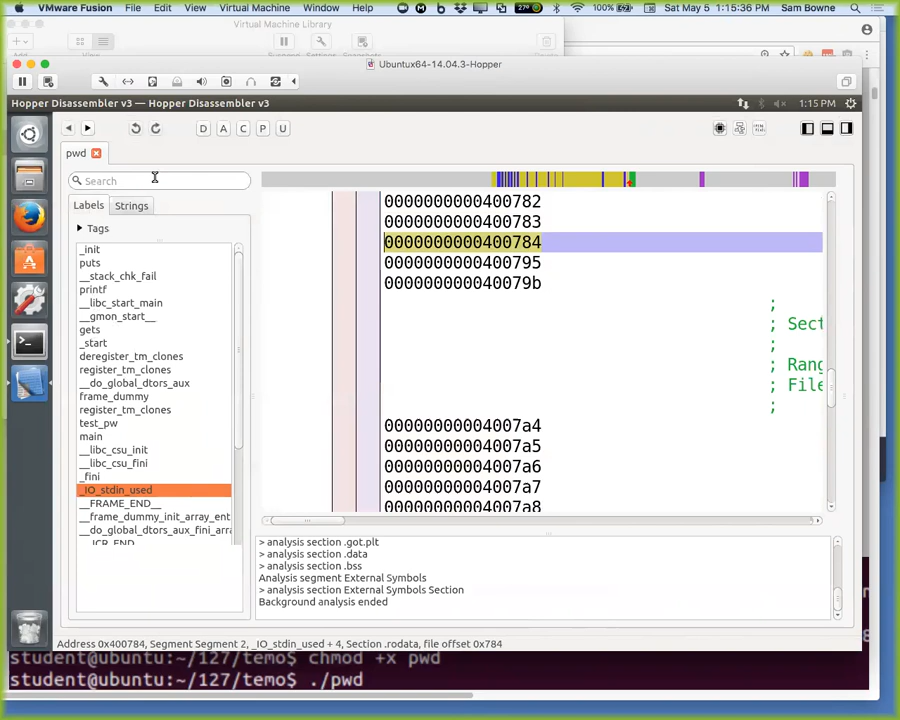 VMware Fusion File Edit View Virtual Machine Window Help 27° 100% Sat May 5 1:15:36 PM Sam Bowne
Virtual Machine Library
Ubuntux64-14.04.3-Hopper
Hopper Disassembler v3 — Hopper Disassembler v3 1:15 PM
D A C P U
pwd
Search
Labels Strings
Tags
_init
puts
__stack_chk_fail
printf
__libc_start_main
__gmon_start__
gets
_start
deregister_tm_clones
register_tm_clones
__do_global_dtors_aux
frame_dummy
register_tm_clones
test_pw
main
__libc_csu_init
__libc_csu_fini
_fini
_IO_stdin_used
__FRAME_END__
__frame_dummy_init_array_ent
__do_global_dtors_aux_fini_arra
__JCR_END__
0000000000400782
0000000000400783
0000000000400784
0000000000400795
000000000040079b
;
; Sect
;
; Rang
; File
;
00000000004007a4
00000000004007a5
00000000004007a6
00000000004007a7
00000000004007a8
> analysis section .got.plt
> analysis section .data
> analysis section .bss
Analysis segment External Symbols
> analysis section External Symbols Section
Background analysis ended
Address 0x400784, Segment Segment 2, _IO_stdin_used + 4, Section .rodata, file offset 0x784
student@ubuntu:~/127/temo$ chmod +x pwd
student@ubuntu:~/127/temo$ ./pwd